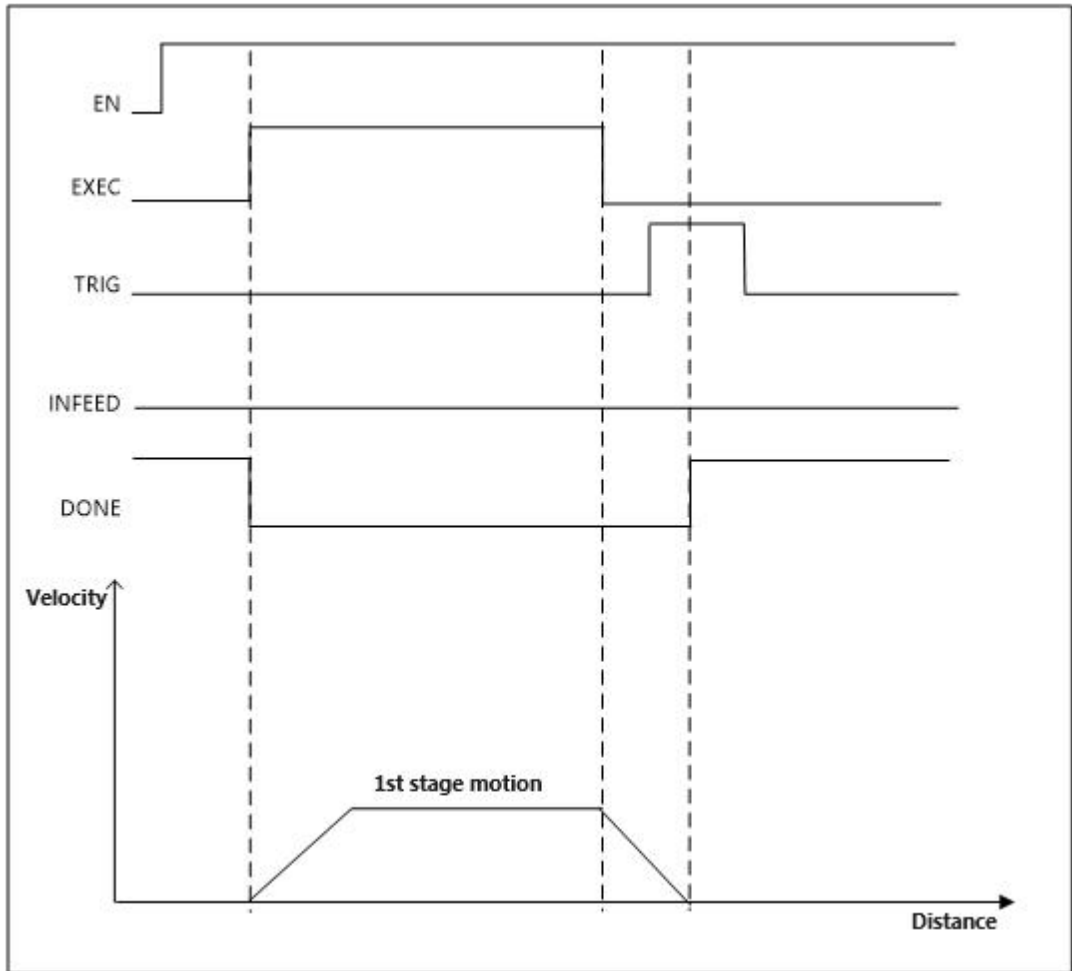 EN
EXEC
TRIG
INFEED
DONE
Velocity
1st stage motion
Distance